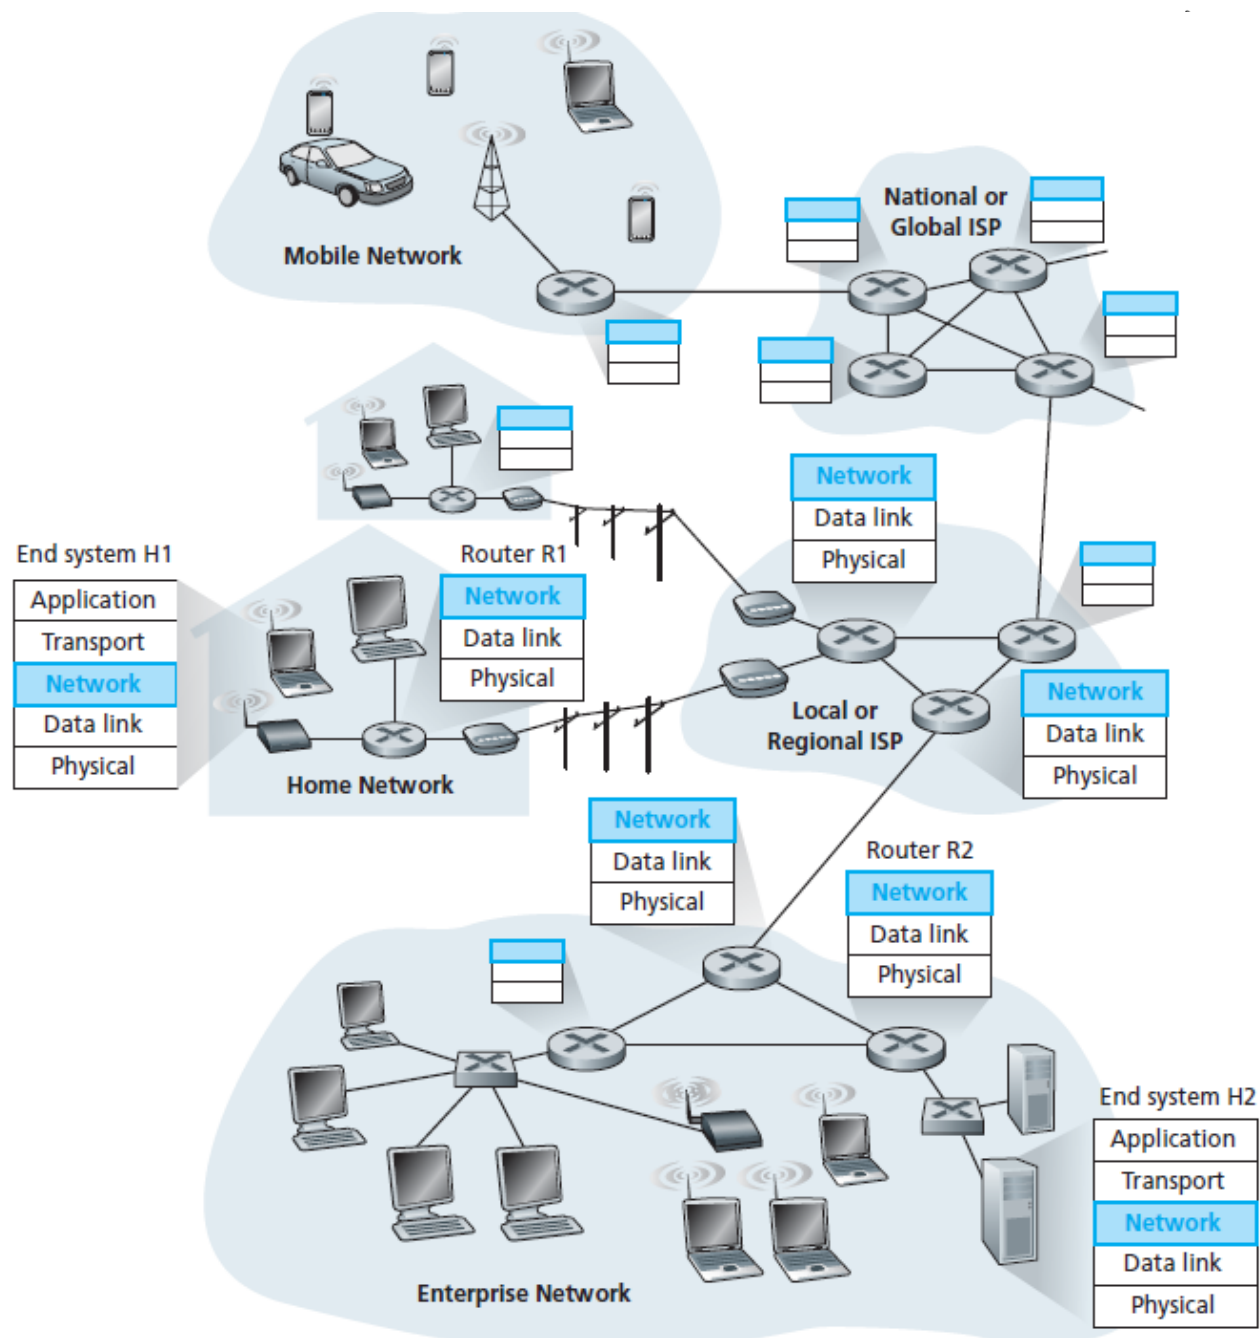 National or
Global ISP
Mobile Network
Network
Data link
Physical
End system H1
Application
Transport
Network
Data link
Physical
Router R1
Network
Data link
Physical
Home Network
Local or
Regional ISP
Network
Data link
Physical
Network
Data link
Physical
Router R2
Network
Data link
Physical
End system H2
Application
Transport
Network
Data link
Physical
Enterprise Network